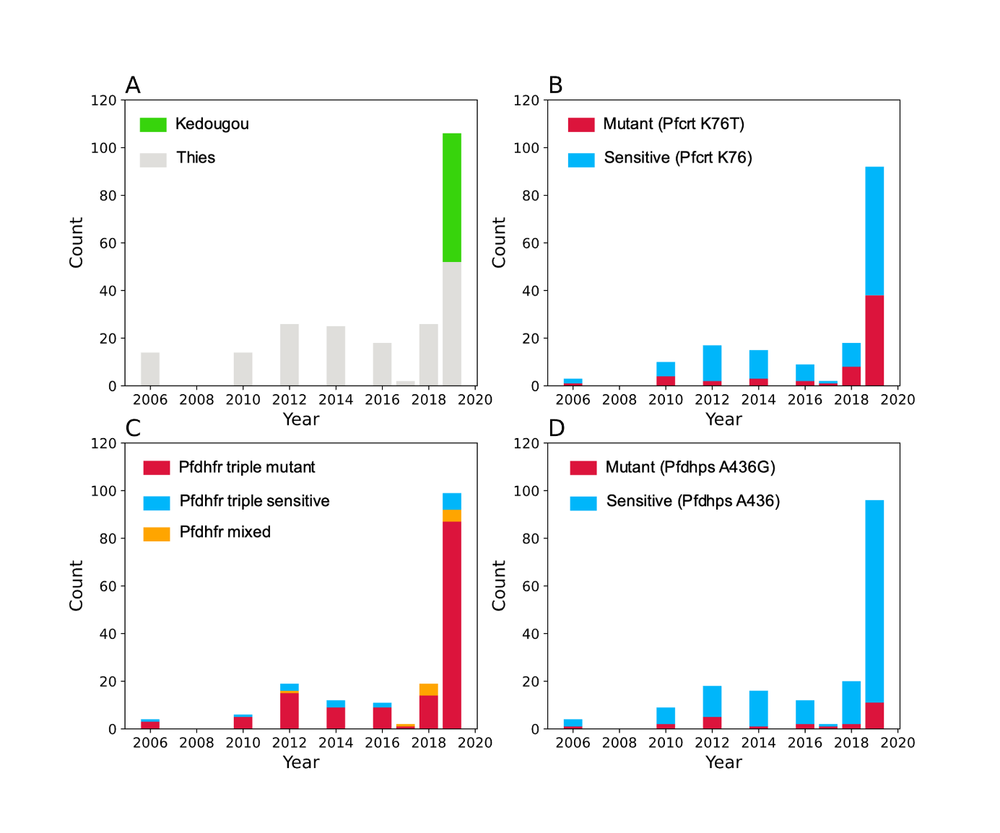 A
120
100
80
60
40
20
0
Kedougou
Thies
Count
2006 2008 2010 2012 2014 2016 2018 2020
Year
B
120
100
80
60
40
20
0
Mutant (Pfcrt K76T)
Sensitive (Pfcrt K76)
Count
2006 2008 2010 2012 2014 2016 2018 2020
Year
C
120
100
80
60
40
20
0
Pfdhfr triple mutant
Pfdhfr triple sensitive
Pfdhfr mixed
Count
2006 2008 2010 2012 2014 2016 2018 2020
Year
D
120
100
80
60
40
20
0
Mutant (Pfdhps A436G)
Sensitive (Pfdhps A436)
Count
2006 2008 2010 2012 2014 2016 2018 2020
Year